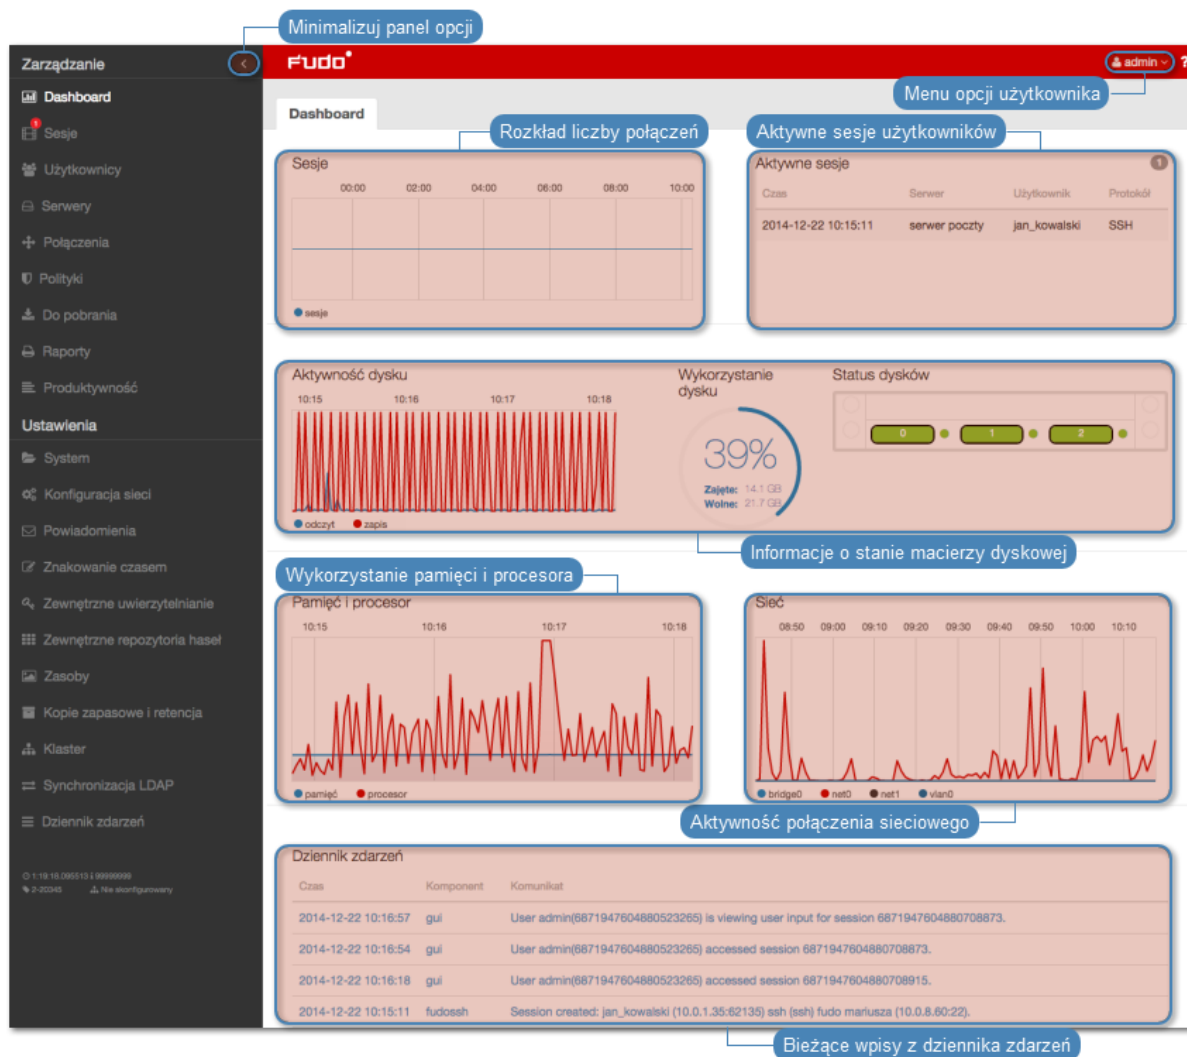 Minimalizuj panel opcji
Zarządzanie
Fudo
admin
?
Dashboard
Menu opcji użytkownika
Dashboard
Sesje
1
Użytkownicy
Serwery
Połączenia
Polityki
Do pobrania
Raporty
Produktywność
Ustawienia
System
Konfiguracja sieci
Powiadomienia
Znakowanie czasem
Zewnętrzne uwierzytelnianie
Zewnętrzne repozytoria haseł
Zasoby
Kopie zapasowe i retencja
Klaster
Synchronizacja LDAP
Dziennik zdarzeń
1:19:18.095513 99999999
2-20345 Nie skonfigurowany
Rozkład liczby połączeń
Sesje
00:00 02:00 04:00 06:00 08:00 10:00
sesje
Aktywne sesje użytkowników
Aktywne sesje 1
Czas Serwer Użytkownik Protokół
2014-12-22 10:15:11 serwer poczty jan_kowalski SSH
Aktywność dysku
10:15 10:16 10:17 10:18
odczyt zapis
Wykorzystanie
dysku
39%
Zajęte: 14.1 GB
Wolne: 21.7 GB
Status dysków
0 1 2
Informacje o stanie macierzy dyskowej
Wykorzystanie pamięci i procesora
Pamięć i procesor
10:15 10:16 10:17 10:18
pamięć procesor
Sieć
08:50 09:00 09:10 09:20 09:30 09:40 09:50 10:00 10:10
bridge0 net0 net1 vlan0
Aktywność połączenia sieciowego
Dziennik zdarzeń
Czas Komponent Komunikat
2014-12-22 10:16:57 gui User admin(6871947604880523265) is viewing user input for session 6871947604880708873.
2014-12-22 10:16:54 gui User admin(6871947604880523265) accessed session 6871947604880708873.
2014-12-22 10:16:18 gui User admin(6871947604880523265) accessed session 6871947604880708915.
2014-12-22 10:15:11 fudossh Session created: jan_kowalski (10.0.1.35:62135) ssh (ssh) fudo mariusza (10.0.8.60:22).
Bieżące wpisy z dziennika zdarzeń